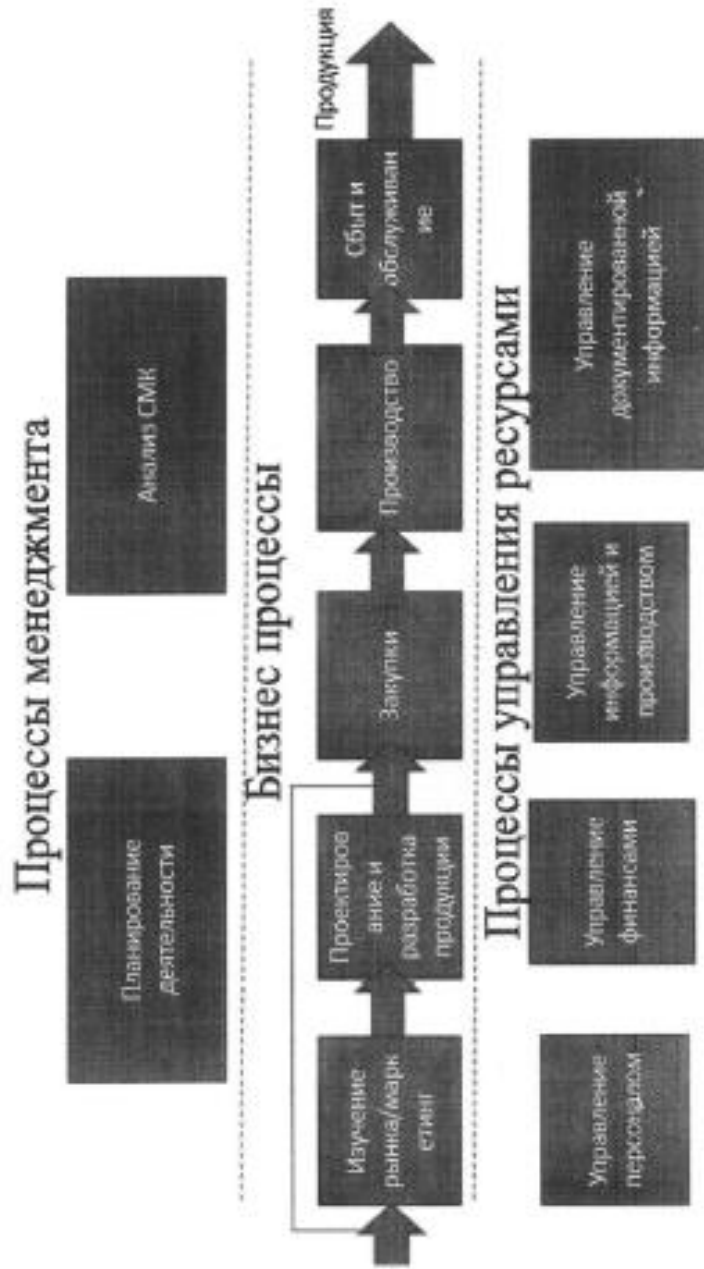 Процессы менеджмента
Планирование
деятельности
Анализ СМК
Бизнес процессы
Изучение
рынка/марк
етинг
Проектиров
ание и
разработка
продукции
Закупки
Производство
Сбыт и
обслуживан
ие
Продукция
Процессы управления ресурсами
Управление
персоналом
Управление
финансами
Управление
информацией и
производством
Управление
документированной
информацией